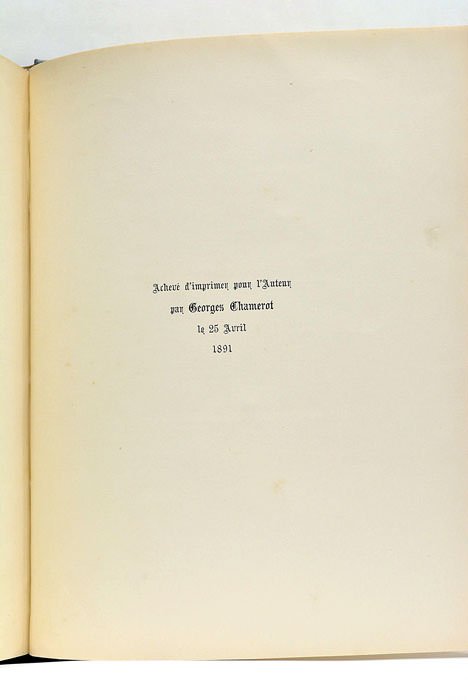 Achevé d'imprimer pour l'Auteur
par Georges Chamerot
le 25 Avril
1891